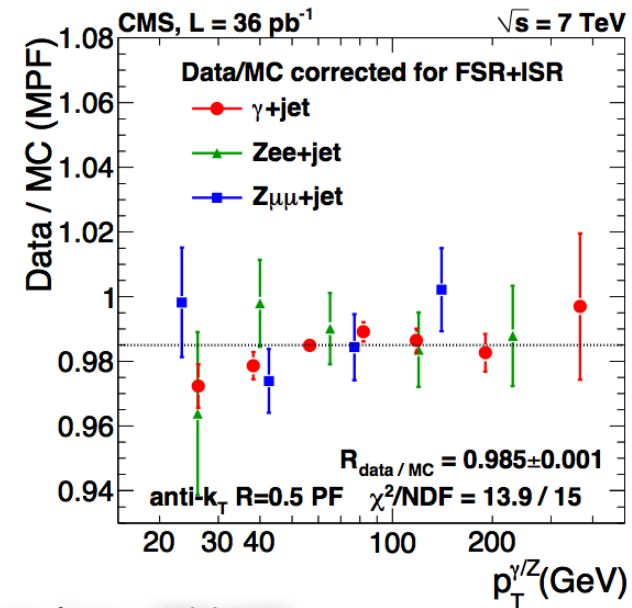 CMS, L = 36 pb⁻¹ √s = 7 TeV
Data/MC corrected for FSR+ISR
γ+jet
Zee+jet
Zμμ+jet
Data / MC (MPF)
1.08
1.06
1.04
1.02
1
0.98
0.96
0.94
R_data / MC = 0.985±0.001
anti-k_T R=0.5 PF χ²/NDF = 13.9 / 15
20 30 40 100 200
p_T^γ/Z (GeV)